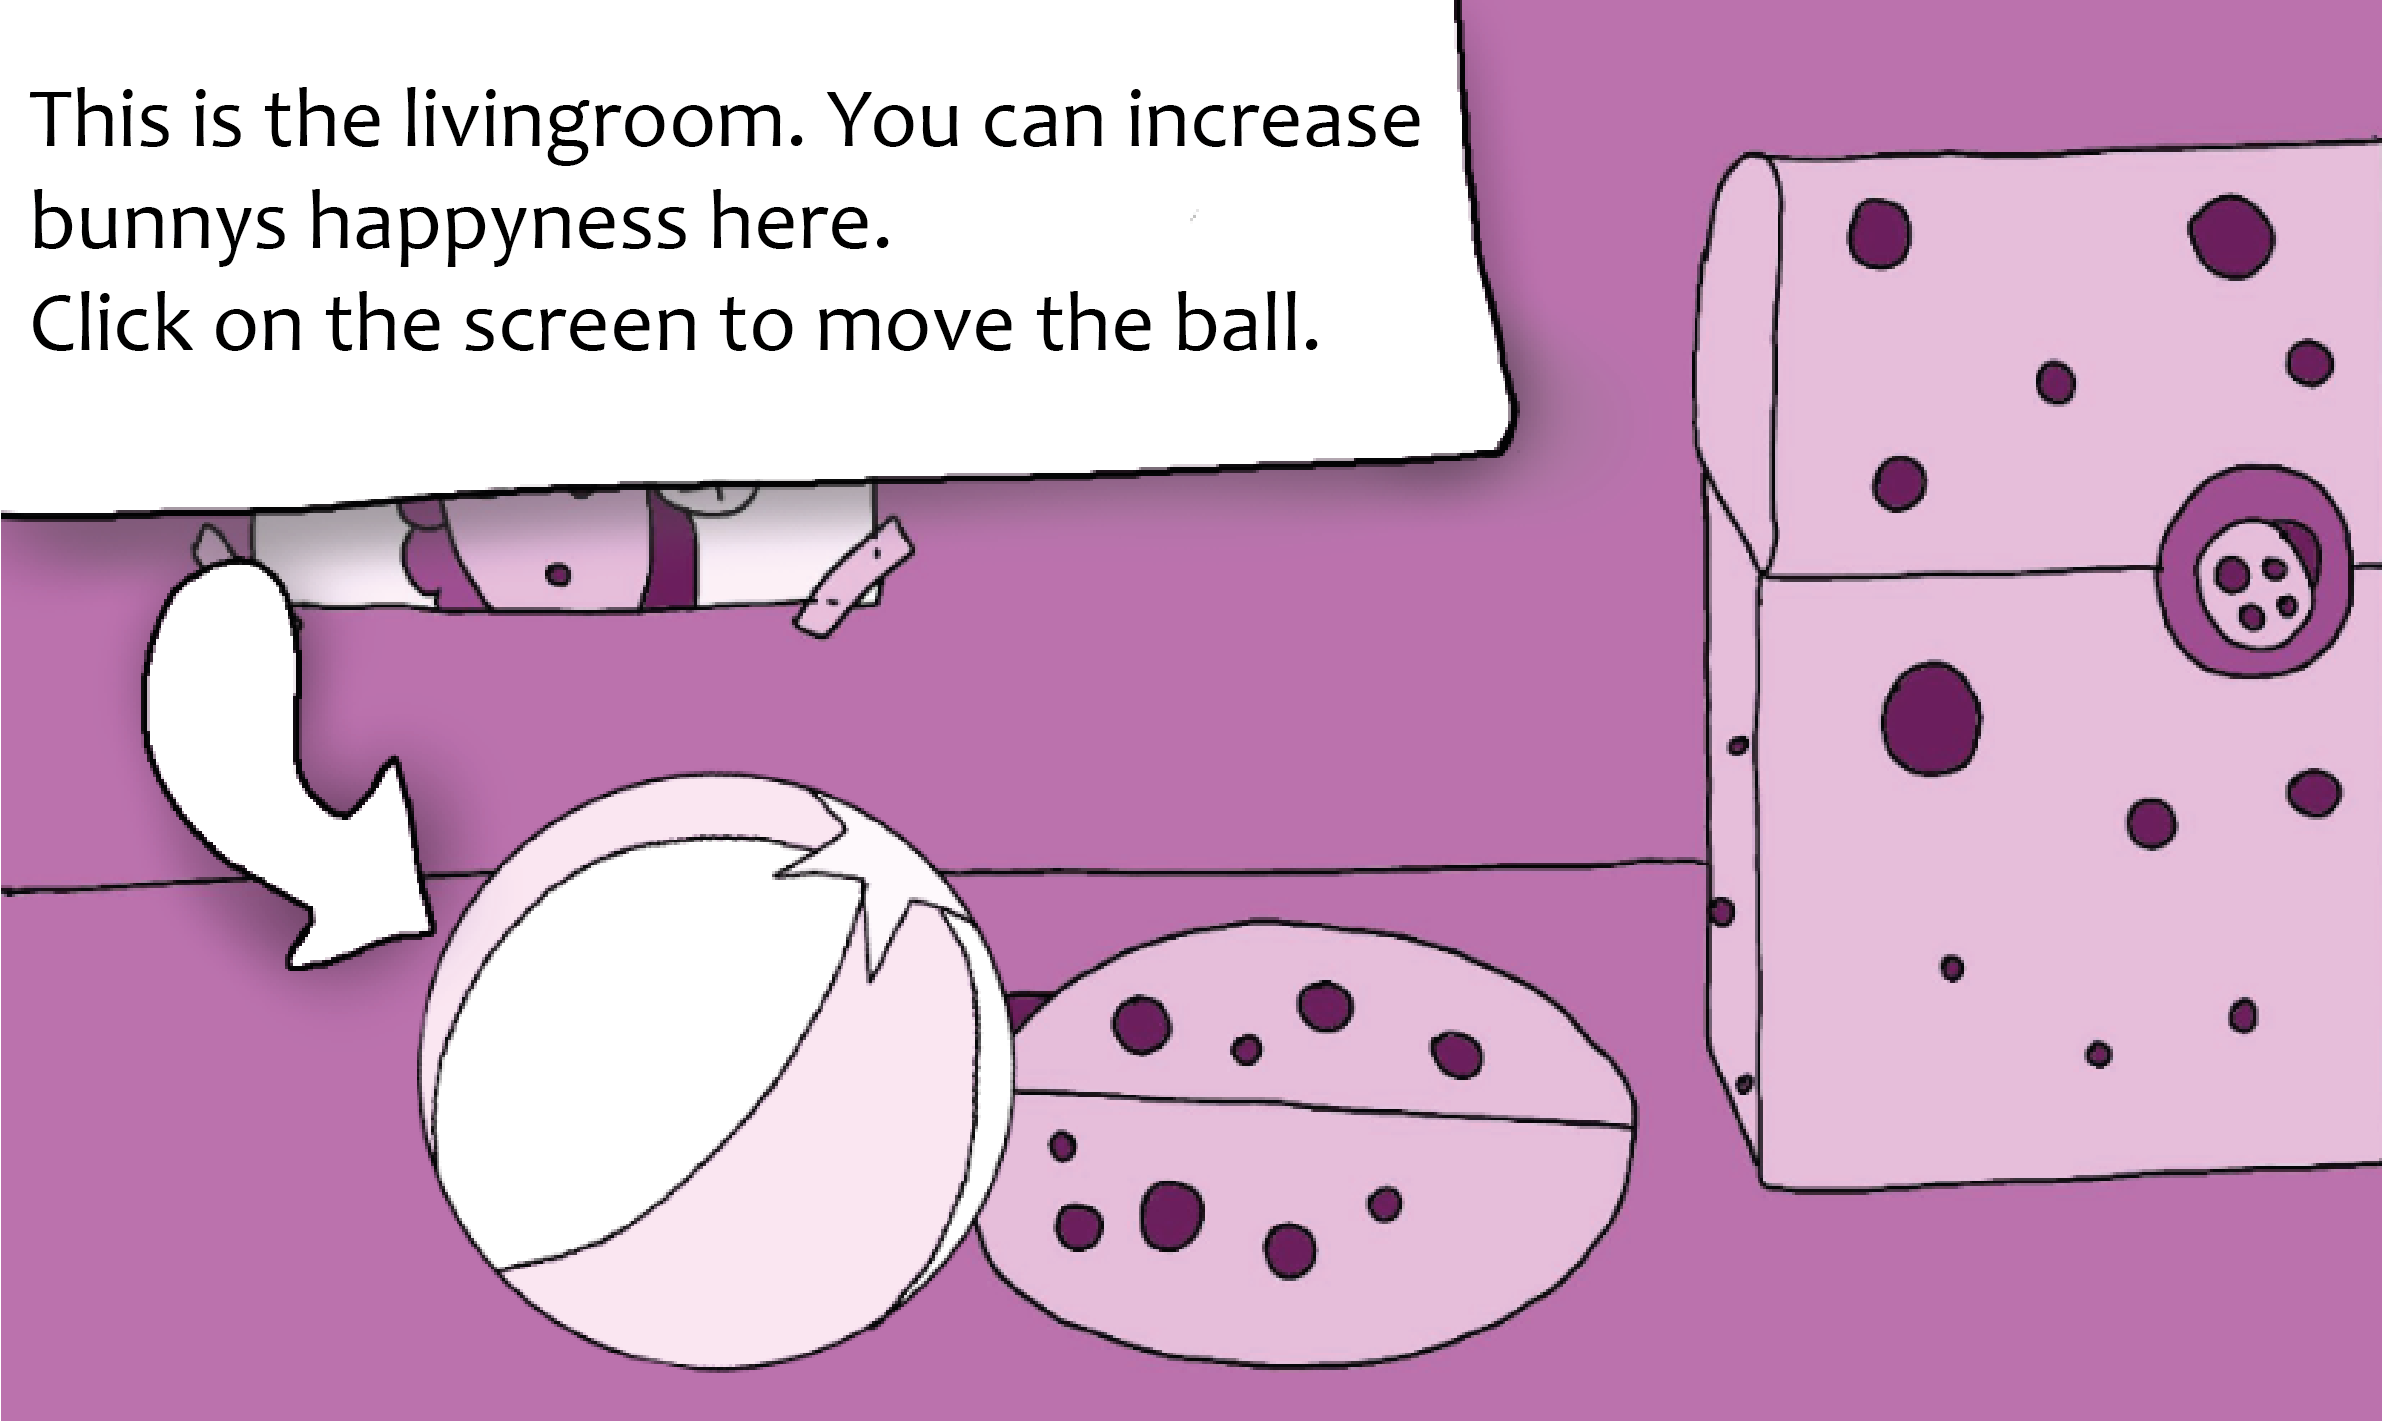 This is the livingroom. You can increase
bunnys happyness here.
Click on the screen to move the ball.